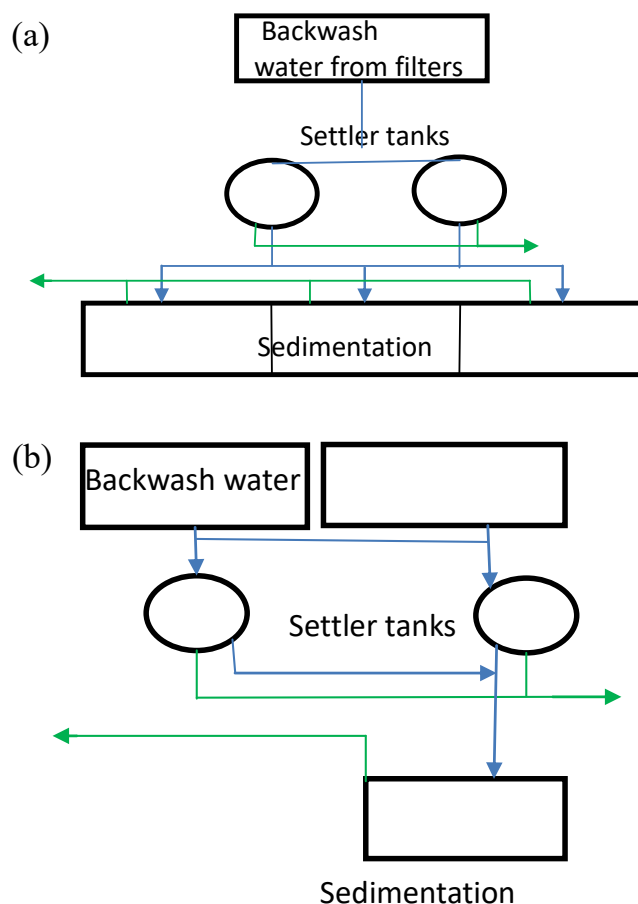 (a)
Backwash
water from filters
Settler tanks
Sedimentation
(b)
Backwash water
Settler tanks
Sedimentation